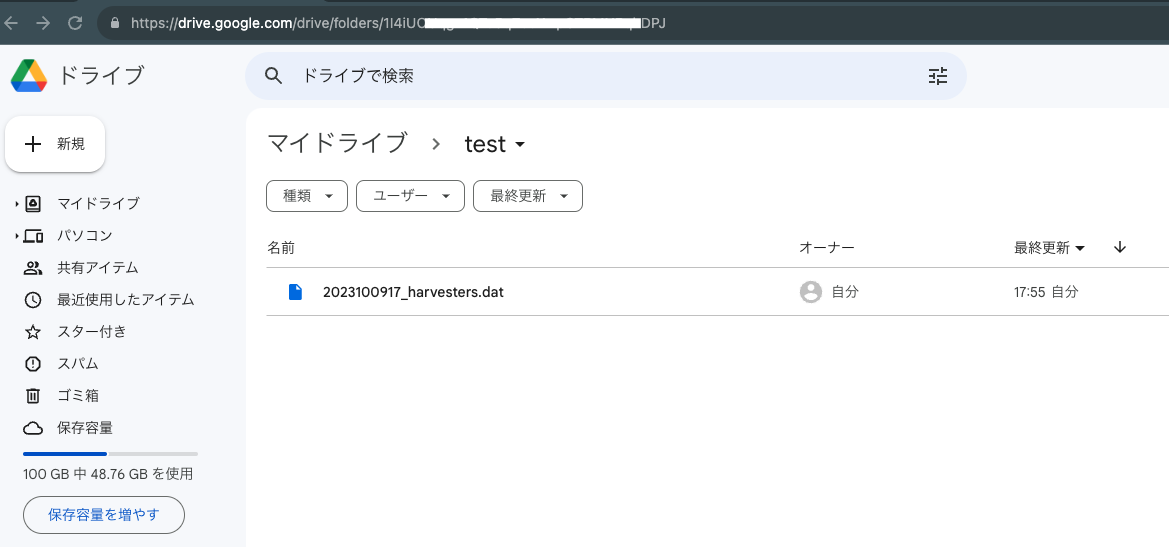 https://drive.google.com/drive/folders/1I4iUC DPJ
ドライブ
ドライブで検索
新規
マイドライブ
パソコン
共有アイテム
最近使用したアイテム
スター付き
スパム
ゴミ箱
保存容量
100 GB 中 48.76 GB を使用
保存容量を増やす
マイドライブ > test
種類 ユーザー 最終更新
名前 オーナー 最終更新
2023100917_harvesters.dat 自分 17:55 自分